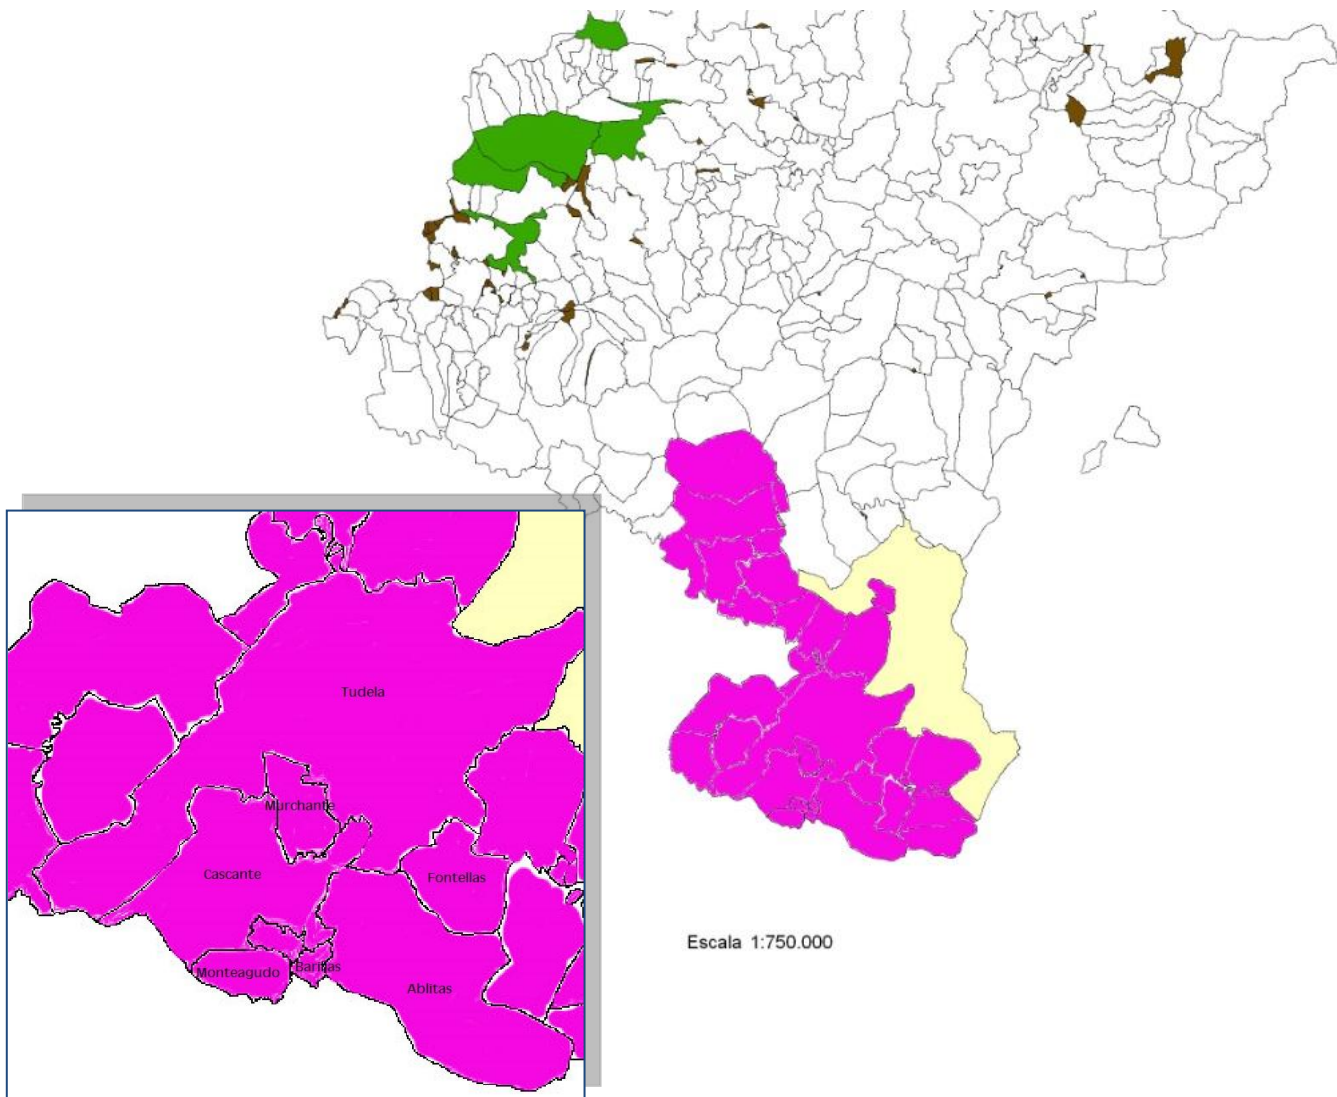 Tudela
Murchante
Cascante
Fontellas
Monteagudo
Barillas
Ablitas
Escala 1:750.000